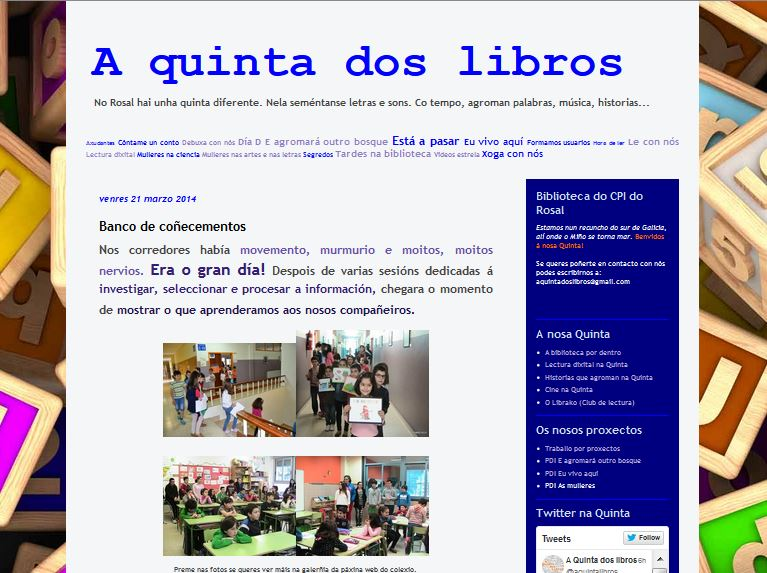 A quinta dos libros
No Rosal hai unha quinta diferente. Nela seméntanse letras e sons. Co tempo, agroman palabras, música, historias...
Axudantes Cóntame un conto Debuxa con nós Día D E agromará outro bosque Está a pasar Eu vivo aquí Formamos usuarios Hora de ler Le con nós
Lectura dixital Mulleres na ciencia Mulleres nas artes e nas letras Segredos Tardes na biblioteca Vídeos estrela Xoga con nós
venres 21 marzo 2014
Banco de coñecementos
Nos corredores había movemento, murmurio e moitos, moitos
nervios. Era o gran día! Despois de varias sesións dedicadas á
investigar, seleccionar e procesar a información, chegara o momento
de mostrar o que aprenderamos aos nosos compañeiros.
Preme nas fotos se queres ver máis na galerfia da páxina web do colexio.
Biblioteca do CPI do
Rosal
Estamos nun recuncho do sur de Galicia,
alí onde o Miño se torna mar. Benvidos
á nosa Quinta!
Se queres poñerte en contacto con nós
podes escribirnos a:
aquintadoslibros@gmail.com
A nosa Quinta
A biblioteca por dentro
Lectura dixital na Quinta
Historias que agroman na Quinta
Cine na Quinta
O Librako (Club de lectura)
Os nosos proxectos
Traballo por proxectos
PDI E agromará outro bosque
PDI Eu vivo aquí
PDI As mulleres
Twitter na Quinta
Tweets Follow
A Quinta dos libros 6h
@aquintalibros